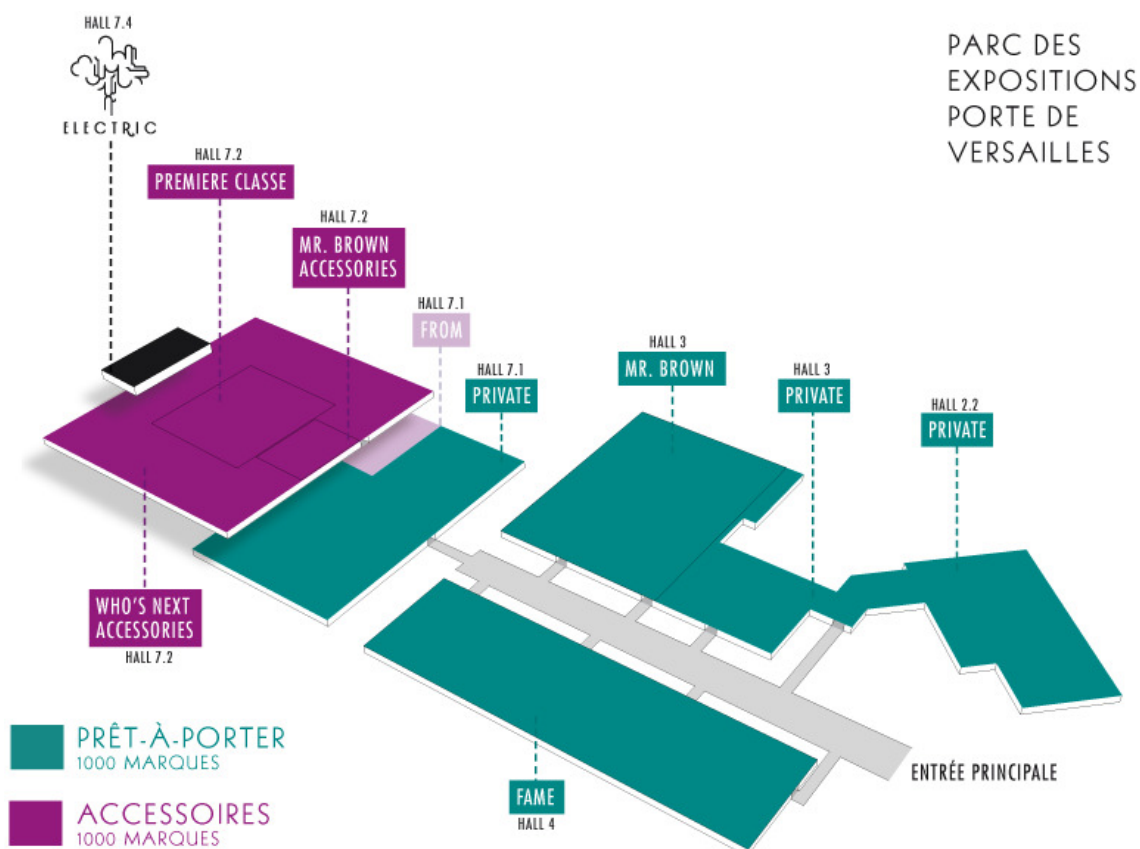 HALL 7.4
ELECTRIC
PARC DES
EXPOSITIONS
PORTE DE
VERSAILLES
HALL 7.2
PREMIERE CLASSE
HALL 7.2
MR. BROWN
ACCESSORIES
HALL 7.1
FROM
HALL 7.1
PRIVATE
HALL 3
MR. BROWN
HALL 3
PRIVATE
HALL 2.2
PRIVATE
WHO'S NEXT
ACCESSORIES
HALL 7.2
FAME
HALL 4
ENTRÉE PRINCIPALE
PRÊT-À-PORTER
1000 MARQUES
ACCESSOIRES
1000 MARQUES